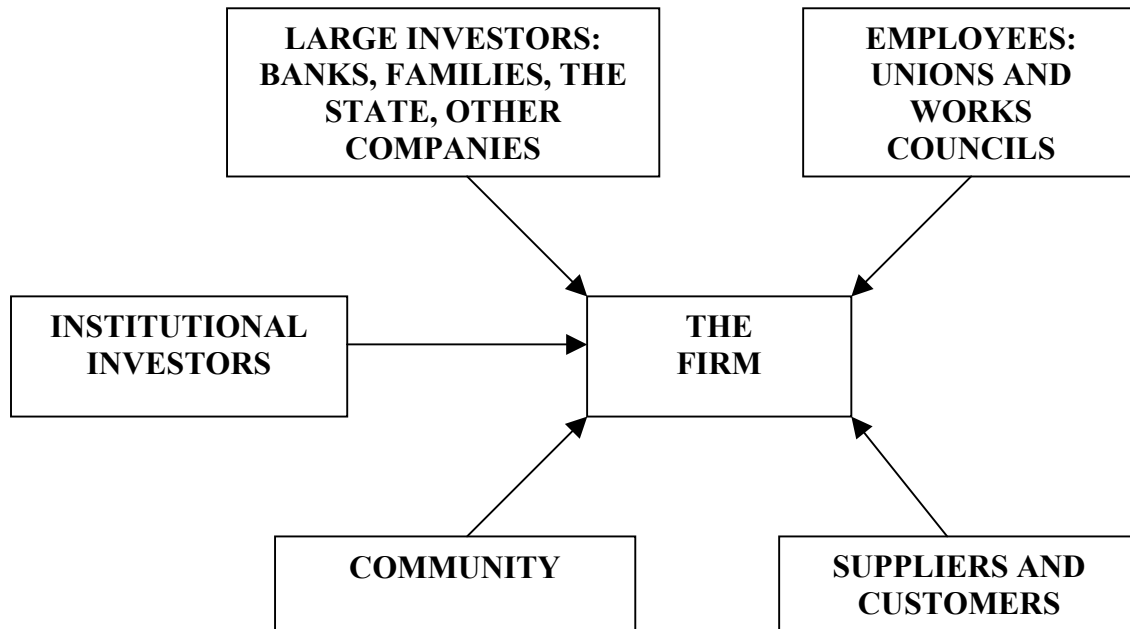 LARGE INVESTORS:
BANKS, FAMILIES, THE
STATE, OTHER
COMPANIES
EMPLOYEES:
UNIONS AND
WORKS
COUNCILS
INSTITUTIONAL
INVESTORS
THE
FIRM
COMMUNITY
SUPPLIERS AND
CUSTOMERS